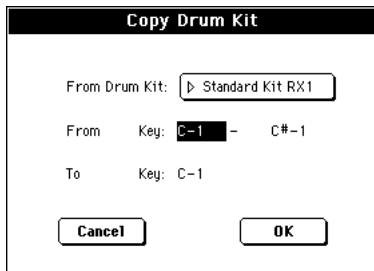 Copy Drum Kit
From Drum Kit: ▷ Standard Kit RX1
From Key: C-1 - C#-1
To Key: C-1
Cancel OK